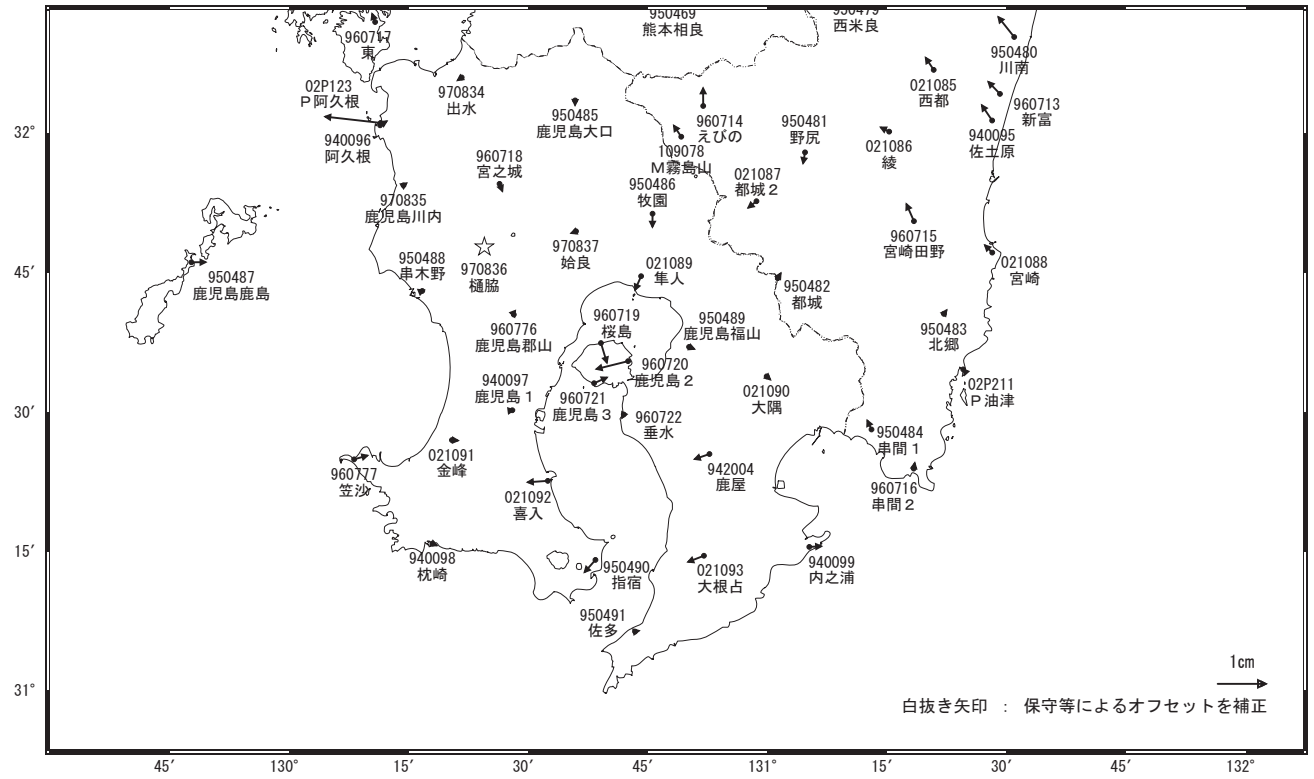 950469
熊本相良
950479
西米良
960717
東
950480
川南
02P123
Ｐ阿久根
970834
出水
021085
西都
960713
新富
950485
鹿児島大口
960714
えびの
950481
野尻
32°
940096
阿久根
109078
Ｍ霧島山
021086
綾
940095
佐土原
960718
宮之城
950486
牧園
021087
都城２
970835
鹿児島川内
960715
宮崎田野
950487
鹿児島鹿島
950488
串木野
970836
樋脇
970837
姶良
021089
隼人
021088
宮崎
45′
950482
都城
960776
鹿児島郡山
960719
桜島
950489
鹿児島福山
950483
北郷
960720
鹿児島２
940097
鹿児島１
960721
鹿児島３
021090
大隅
02P211
Ｐ油津
30′
960722
垂水
950484
串間１
021091
金峰
960777
笠沙
942004
鹿屋
960716
串間２
021092
喜入
15′
940098
枕崎
950490
指宿
021093
大根占
940099
内之浦
950491
佐多
1cm
31°
白抜き矢印　：　保守等によるオフセットを補正
45′ 130° 15′ 30′ 45′ 131° 15′ 30′ 45′ 132°